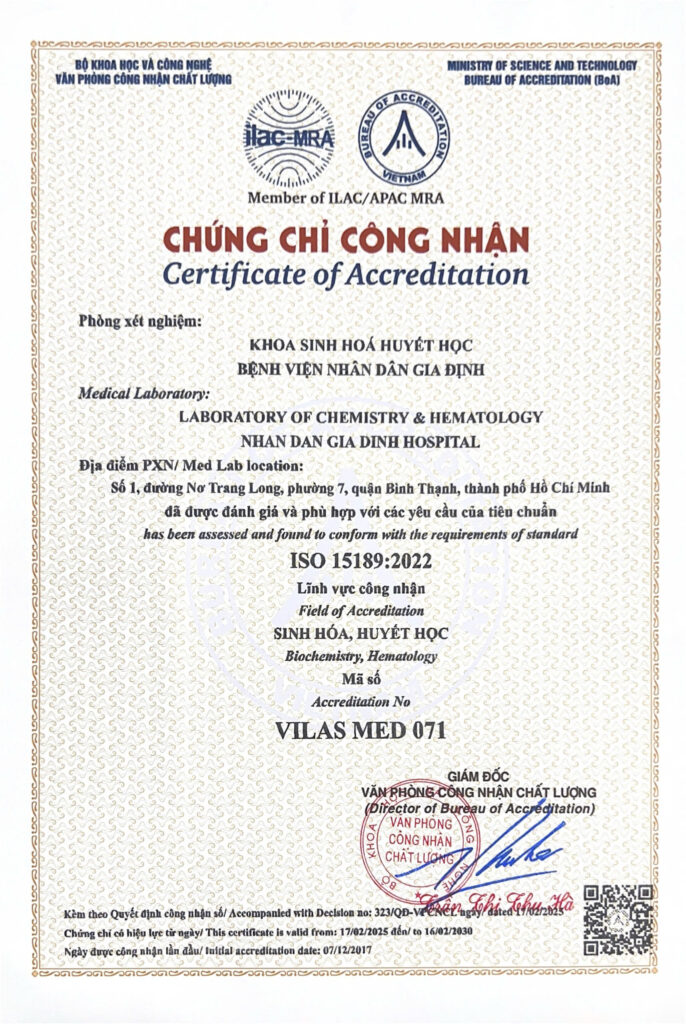 BỘ KHOA HỌC VÀ CÔNG NGHỆ
VĂN PHÒNG CÔNG NHẬN CHẤT LƯỢNG
MINISTRY OF SCIENCE AND TECHNOLOGY
BUREAU OF ACCREDITATION (BoA)
ilac-MRA
BUREAU OF ACCREDITATION
VIETNAM
Member of ILAC/APAC MRA
CHỨNG CHỈ CÔNG NHẬN
Certificate of Accreditation
Phòng xét nghiệm:
KHOA SINH HOÁ HUYẾT HỌC
BỆNH VIỆN NHÂN DÂN GIA ĐỊNH
Medical Laboratory:
LABORATORY OF CHEMISTRY & HEMATOLOGY
NHAN DAN GIA DINH HOSPITAL
Địa điểm PXN/ Med Lab location:
Số 1, đường Nơ Trang Long, phường 7, quận Bình Thạnh, thành phố Hồ Chí Minh
đã được đánh giá và phù hợp với các yêu cầu của tiêu chuẩn
has been assessed and found to conform with the requirements of standard
ISO 15189:2022
Lĩnh vực công nhận
Field of Accreditation
SINH HÓA, HUYẾT HỌC
Biochemistry, Hematology
Mã số
Accreditation No
VILAS MED 071
GIÁM ĐỐC
VĂN PHÒNG CÔNG NHẬN CHẤT LƯỢNG
(Director of Bureau of Accreditation)
BỘ KHOA HỌC VÀ CÔNG NGHỆ
VĂN PHÒNG
CÔNG NHẬN
CHẤT LƯỢNG
Trần Thị Thu Hà
Kèm theo Quyết định công nhận số/ Accompanied with Decision no: 323/QĐ-VPCNCL ngày/ dated 17/02/2025
Chứng chỉ có hiệu lực từ ngày/ This certificate is valid from: 17/02/2025 đến/ to 16/02/2030
Ngày được công nhận lần đầu/ Initial accreditation date: 07/12/2017